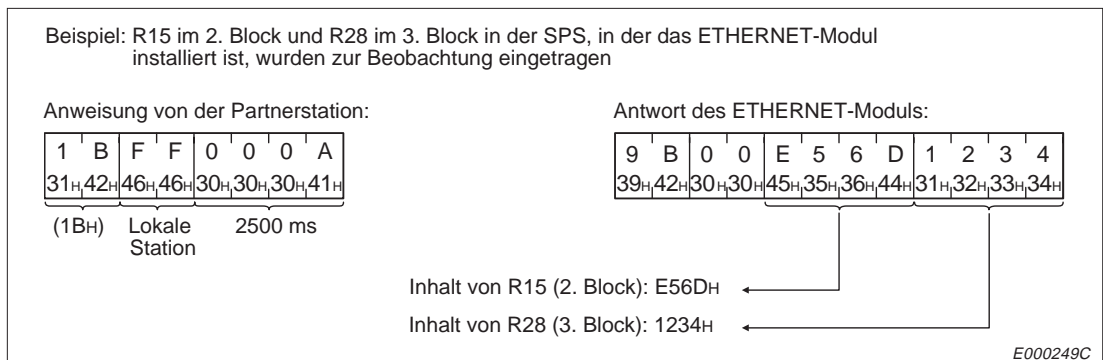 Beispiel: R15 im 2. Block und R28 im 3. Block in der SPS, in der das ETHERNET-Modul
installiert ist, wurden zur Beobachtung eingetragen
Anweisung von der Partnerstation:
1 B F F 0 0 0 A
31H 42H 46H 46H 30H 30H 30H 41H
(1BH) Lokale 2500 ms
Station
Antwort des ETHERNET-Moduls:
9 B 0 0 E 5 6 D 1 2 3 4
39H 42H 30H 30H 45H 35H 36H 44H 31H 32H 33H 34H
Inhalt von R15 (2. Block): E56DH
Inhalt von R28 (3. Block): 1234H
E000249C